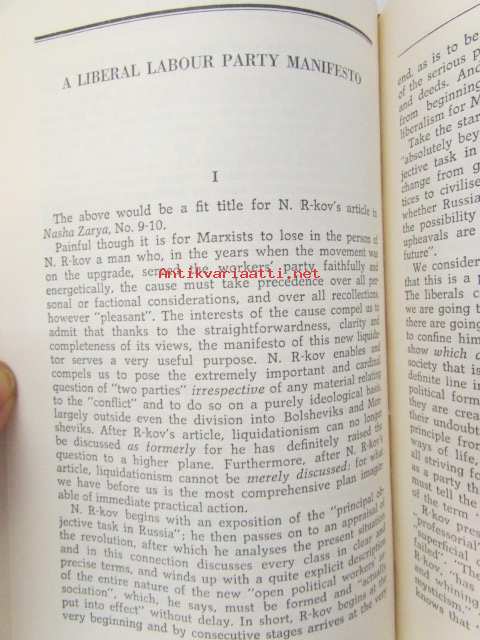 A LIBERAL LABOUR PARTY MANIFESTO
I
The above would be a fit title for N. R-kov's article in
Nasha Zarya, No. 9-10.
Painful though it is for Marxists to lose in the person of
N. R-kov a man who, in the years when the movement was
on the upgrade, served the workers' party faithfully and
energetically, the cause must take precedence over all per-
sonal or factional considerations, and over all recollections,
however "pleasant". The interests of the cause compel us to
admit that thanks to the straightforwardness, clarity and
completeness of its views, the manifesto of this new liquida-
tor serves a very useful purpose. N. R-kov enables and
compels us to pose the extremely important and cardinal
question of "two parties" irrespective of any material relating
to the "conflict" and to do so on a purely ideological basis,
largely outside even the division into Bolsheviks and Men-
sheviks. After R-kov's article, liquidationism can no longer
be discussed as formerly for he has definitely raised the
question to a higher plane. Furthermore, after N. R-kov's
article, liquidationism cannot be merely discussed; for what
we have before us is the most comprehensive plan imagin-
able of immediate practical action.
N. R-kov begins with an exposition of the "principal ob-
jective task in Russia"; he then passes on to an appraisal of
the revolution, after which he analyses the present situation
and in this connection discusses every class in clear and
precise terms, and winds up with a quite explicit description
of the entire nature of the new "open political workers' as-
sociation", which, he says, must be formed and "actually
put into effect" without delay. In short, R-kov begins at the
very beginning and by consecutive stages arrives at the very
Antikvariaatti.net
end, as is to be
of the serious p
and deeds. And
from beginning
liberalism for M
Take the star
"absolutely bey
jective task in
change from g
tices to civilise
whether Russia
the possibility
upheavals are
future".
We consider
that this is a p
The liberals c
we are going t
there are going
to confine him
show which c
society that is
definite line i
political form
they are crea
their undoubt
principle from
ways of life,
all striving fo
as a party th
must tell the
of the term
R-kov pres
"professorial"
superficial
failed": "The
R-kov, "has
and whining
mysticism."
knows that